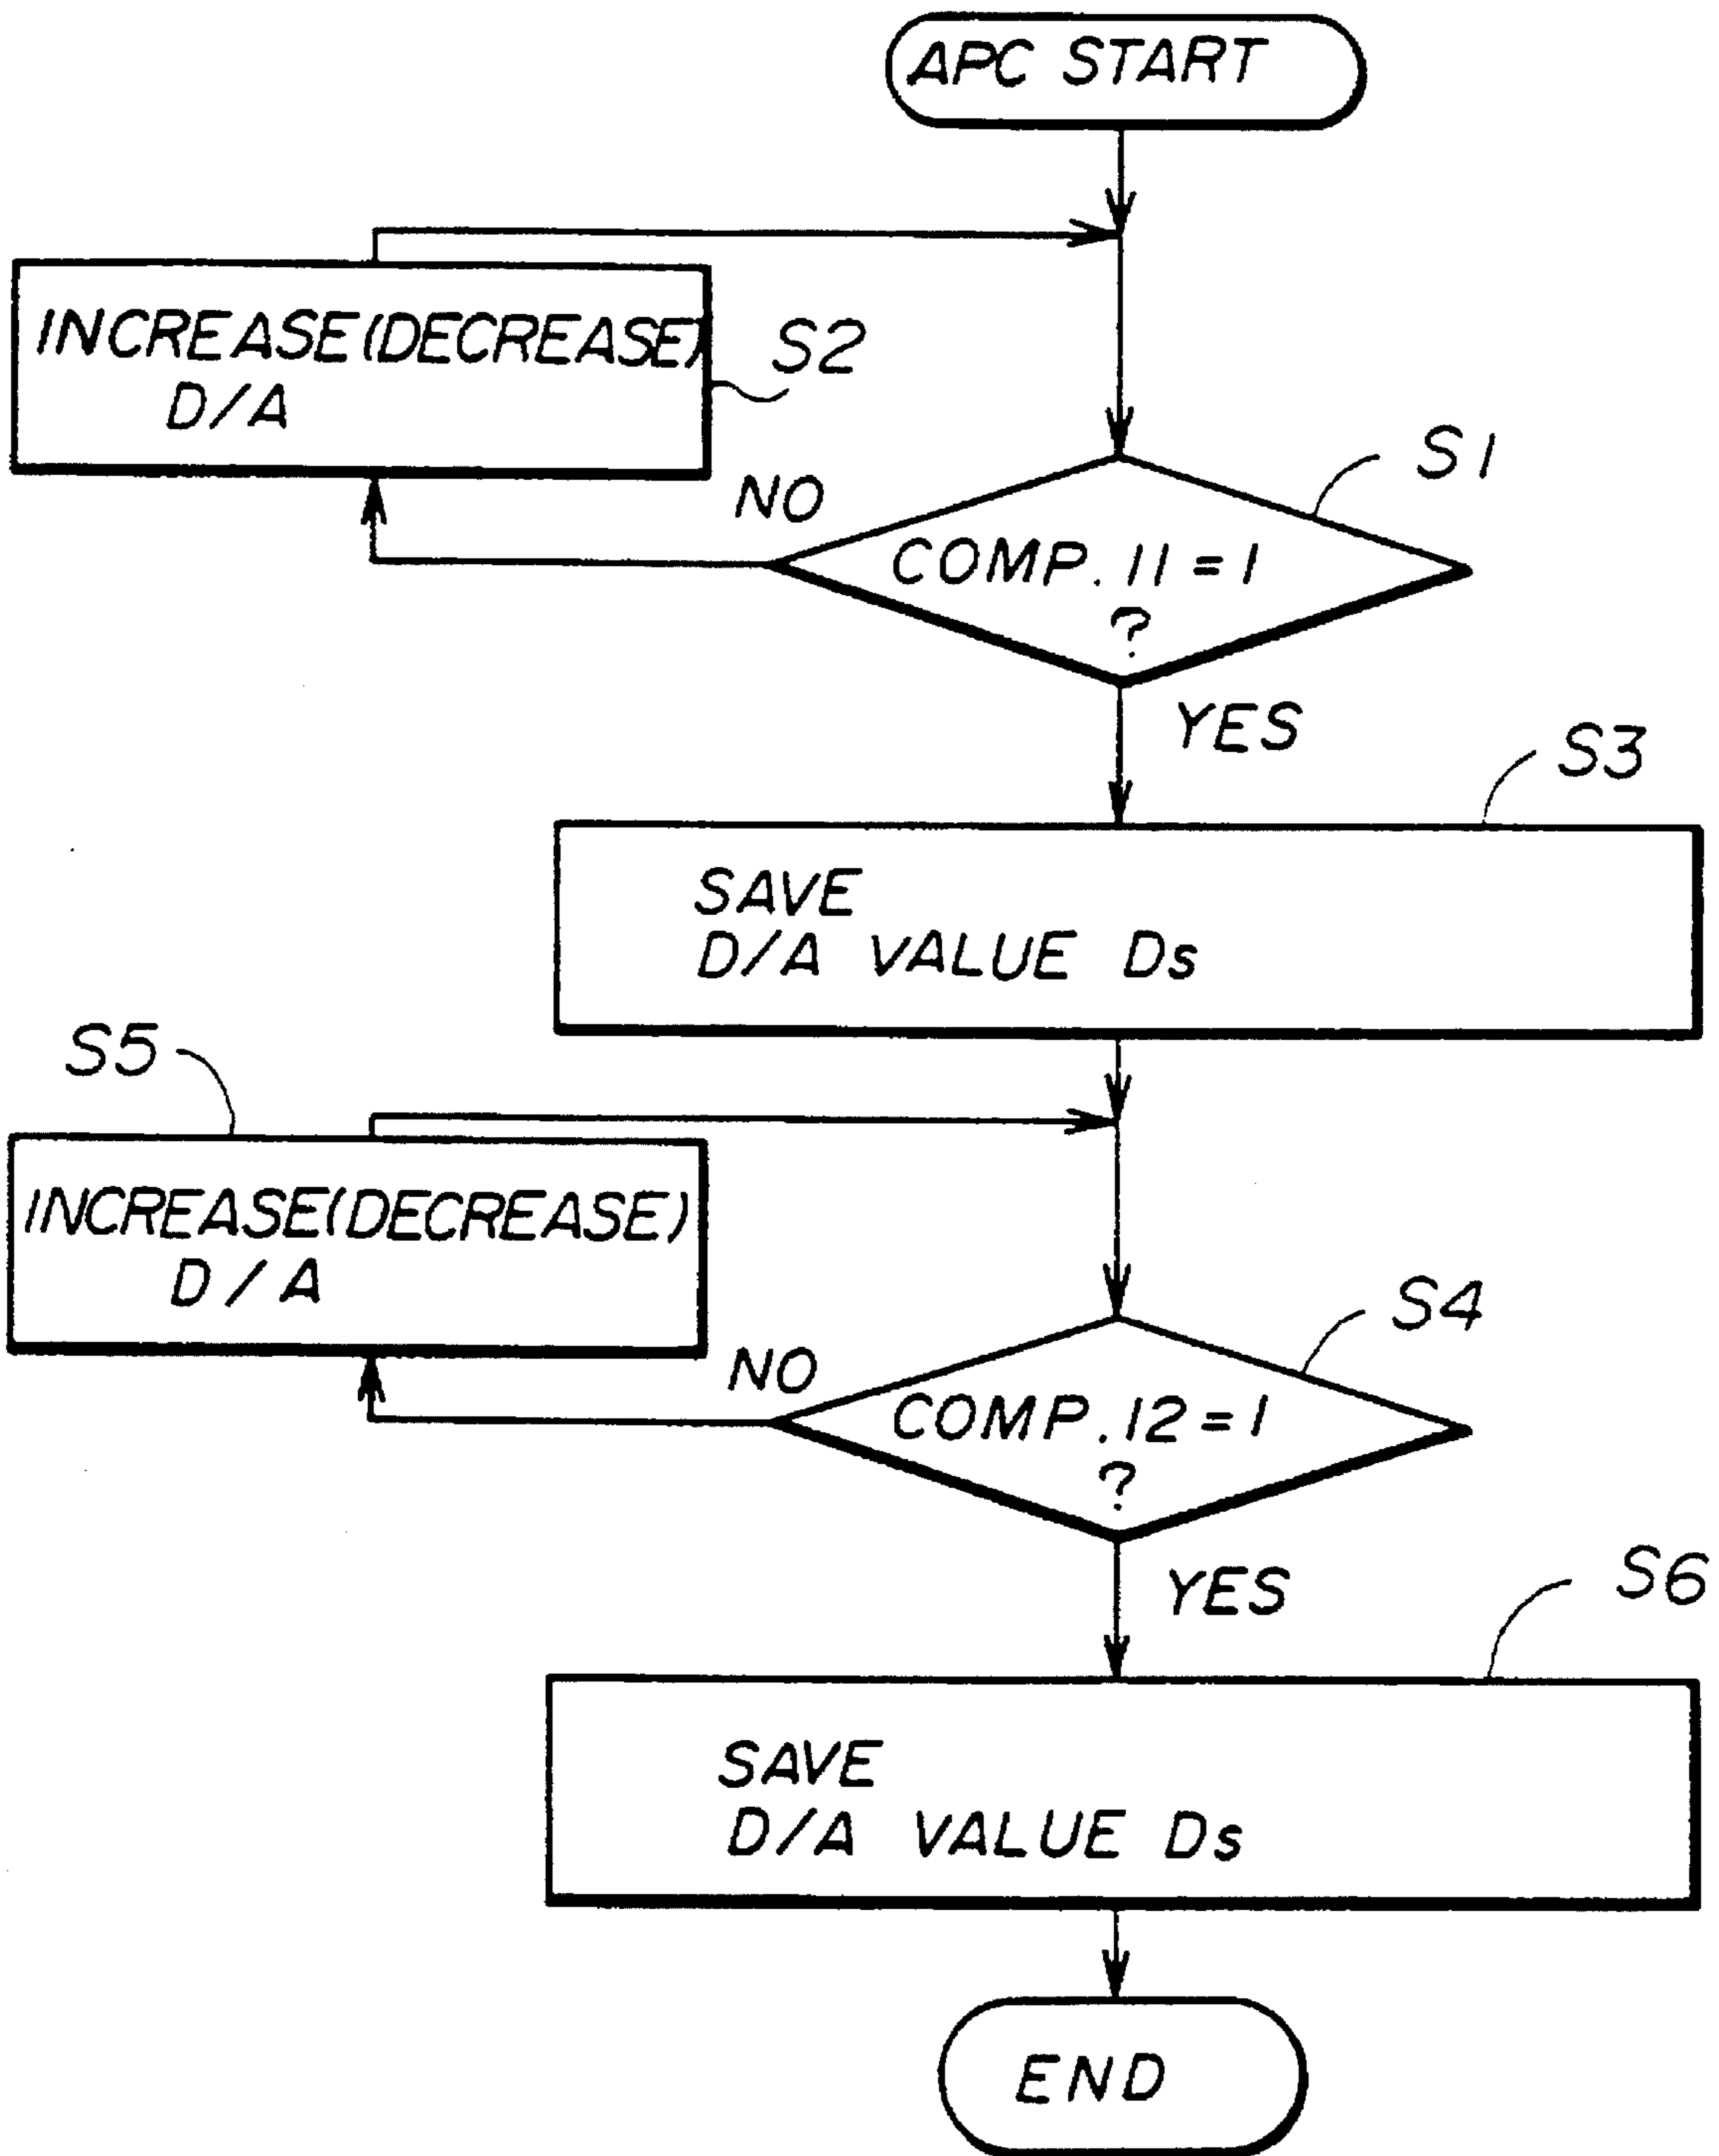 APC START
INCREASE(DECREASE)
D/A
S2
S1
NO
COMP.11=1
?
YES
S3
SAVE
D/A VALUE Ds
S5
INCREASE(DECREASE)
D/A
S4
NO
COMP.12=1
?
YES
S6
SAVE
D/A VALUE Ds
END